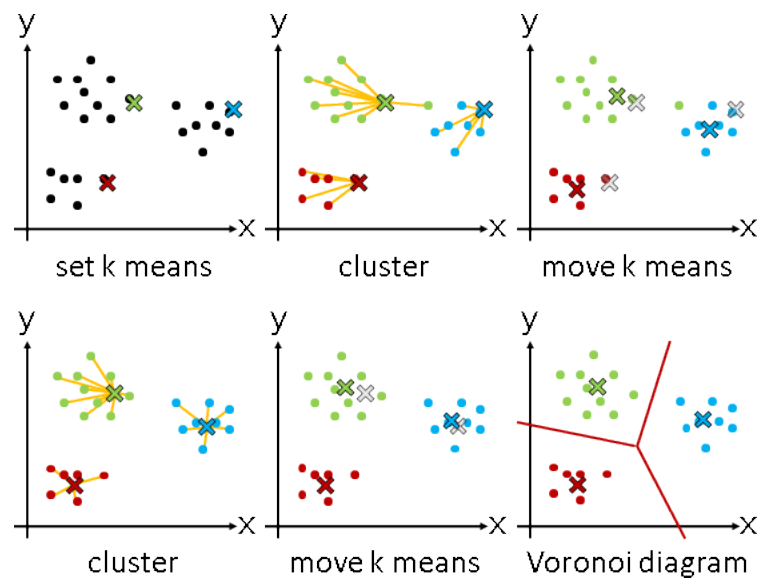 y
x
set k means
y
x
cluster
y
x
move k means
y
x
cluster
y
x
move k means
y
x
Voronoi diagram